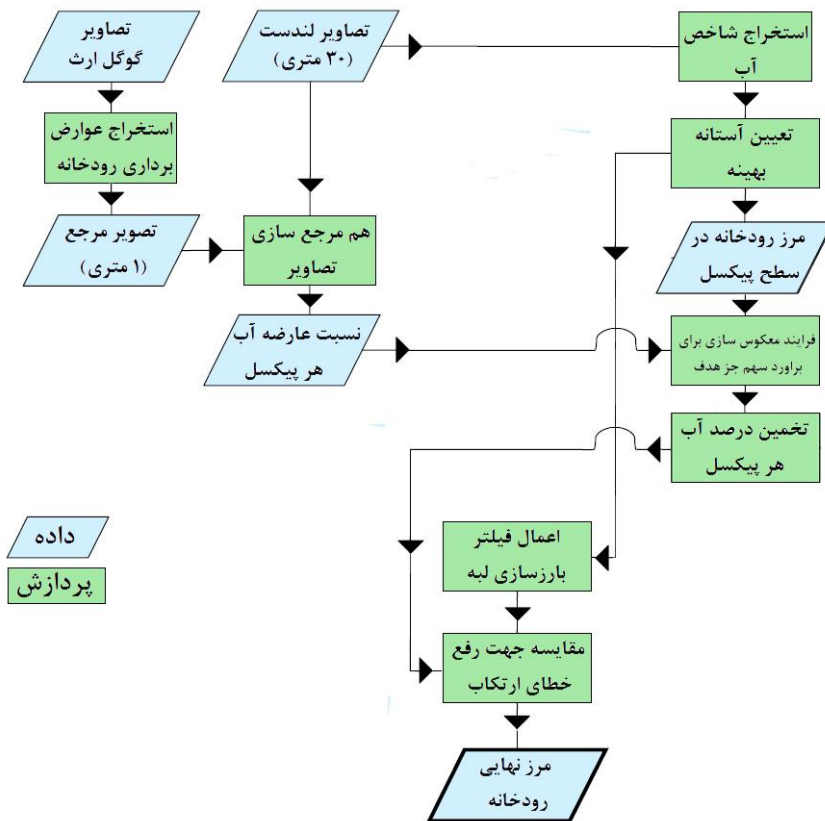 تصاویر
گوگل ارث
تصاویر لندست
(۳۰ متری)
استخراج شاخص
آب
استخراج عوارض
برداری رودخانه
تعیین آستانه
بهینه
تصویر مرجع
(۱ متری)
هم مرجع سازی
تصاویر
مرز رودخانه در
سطح پیکسل
نسبت عارضه آب
هر پیکسل
فرایند معکوس سازی برای
براورد سهم جز هدف
تخمین درصد آب
هر پیکسل
اعمال فیلتر
بارزسازی لبه
مقایسه جهت رفع
خطای ارتکاب
مرز نهایی
رودخانه
داده
پردازش